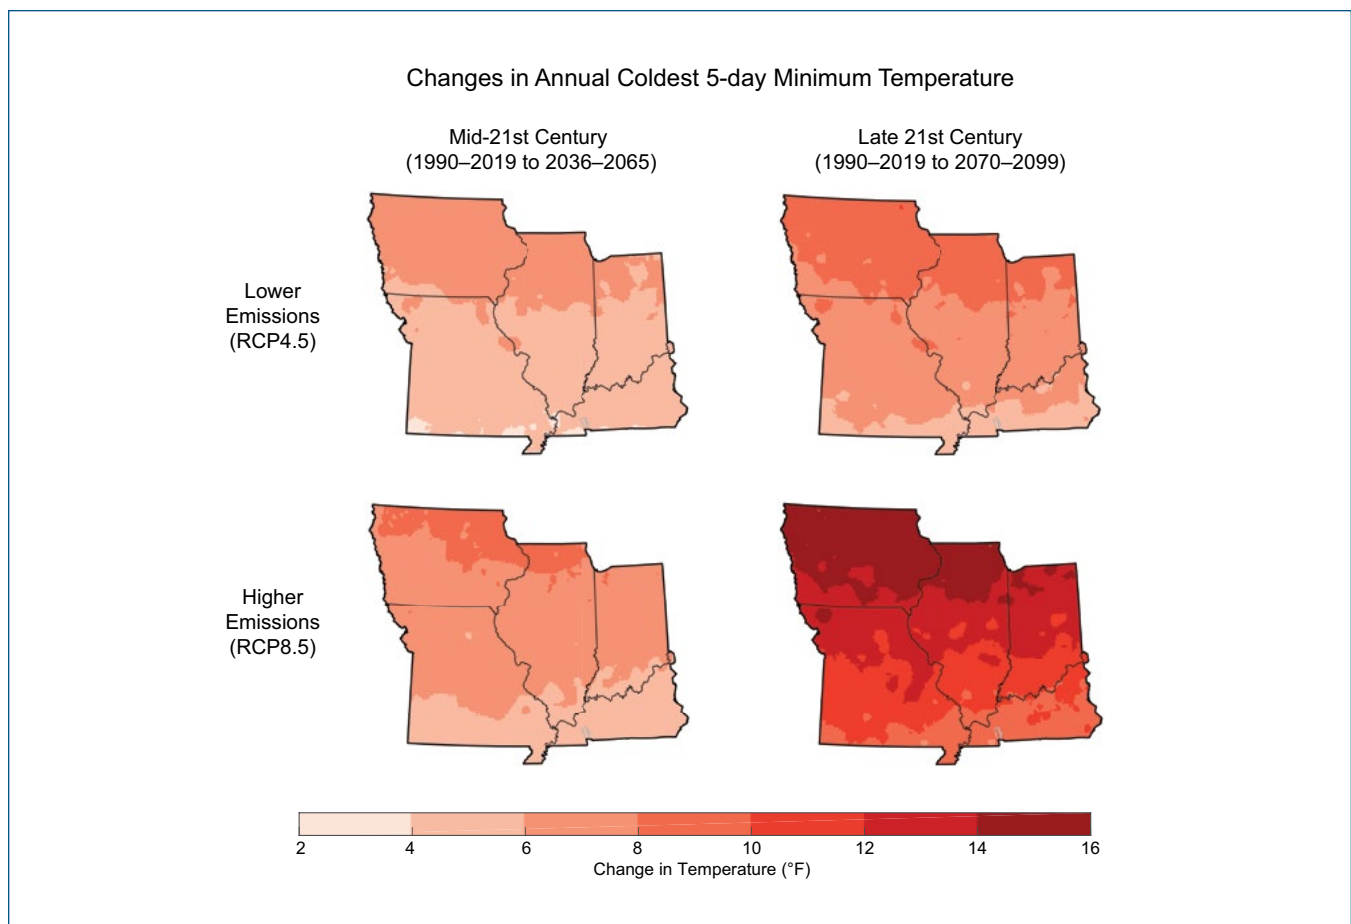 Changes in Annual Coldest 5-day Minimum Temperature
Mid-21st Century
(1990–2019 to 2036–2065)
Late 21st Century
(1990–2019 to 2070–2099)
Lower
Emissions
(RCP4.5)
Higher
Emissions
(RCP8.5)
2 4 6 8 10 12 14 16
Change in Temperature (°F)